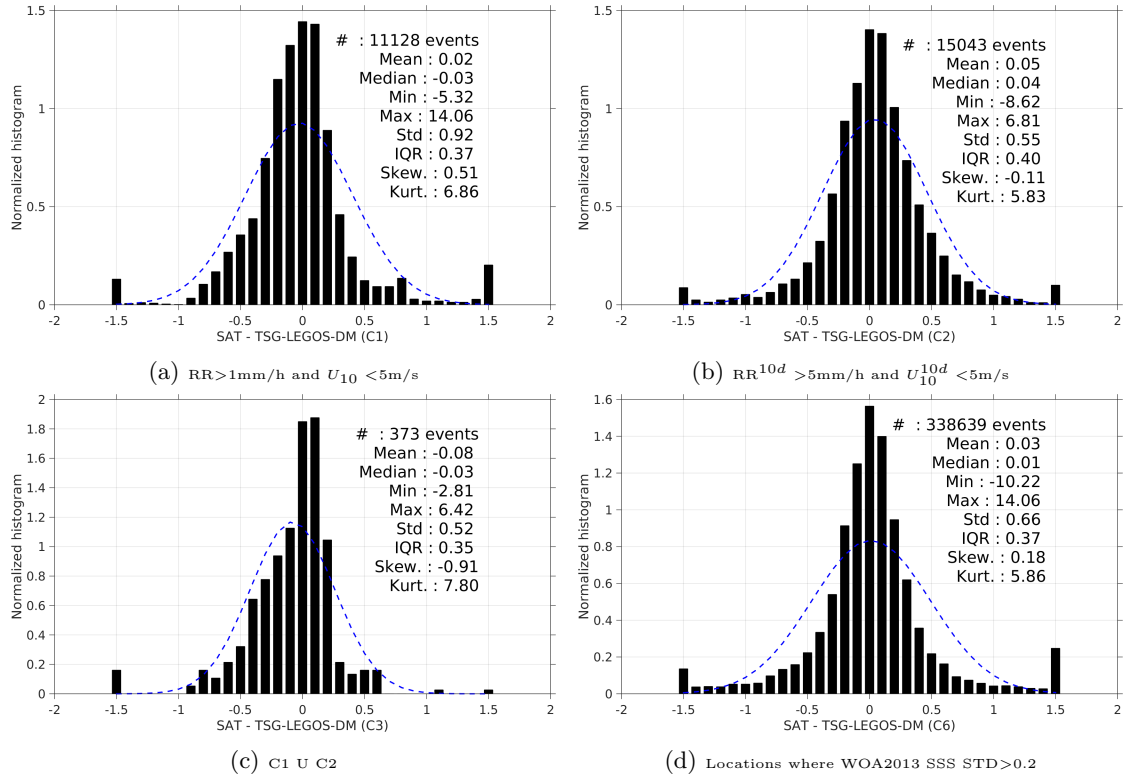 1.5
1
0.5
0
Normalized histogram
# : 11128 events
Mean : 0.02
Median : -0.03
Min : -5.32
Max : 14.06
Std : 0.92
IQR : 0.37
Skew. : 0.51
Kurt. : 6.86
-2 -1.5 -1 -0.5 0 0.5 1 1.5 2
SAT - TSG-LEGOS-DM (C1)
(a) RR>1mm/h and U10 <5m/s
1.5
1
0.5
0
Normalized histogram
# : 15043 events
Mean : 0.05
Median : 0.04
Min : -8.62
Max : 6.81
Std : 0.55
IQR : 0.40
Skew. : -0.11
Kurt. : 5.83
-2 -1.5 -1 -0.5 0 0.5 1 1.5 2
SAT - TSG-LEGOS-DM (C2)
(b) RR^10d >5mm/h and U_10^10d <5m/s
2
1.8
1.6
1.4
1.2
1
0.8
0.6
0.4
0.2
0
Normalized histogram
# : 373 events
Mean : -0.08
Median : -0.03
Min : -2.81
Max : 6.42
Std : 0.52
IQR : 0.35
Skew. : -0.91
Kurt. : 7.80
-2 -1.5 -1 -0.5 0 0.5 1 1.5 2
SAT - TSG-LEGOS-DM (C3)
(c) C1 U C2
1.6
1.4
1.2
1
0.8
0.6
0.4
0.2
0
Normalized histogram
# : 338639 events
Mean : 0.03
Median : 0.01
Min : -10.22
Max : 14.06
Std : 0.66
IQR : 0.37
Skew. : 0.18
Kurt. : 5.86
-2 -1.5 -1 -0.5 0 0.5 1 1.5 2
SAT - TSG-LEGOS-DM (C6)
(d) Locations where WOA2013 SSS STD>0.2